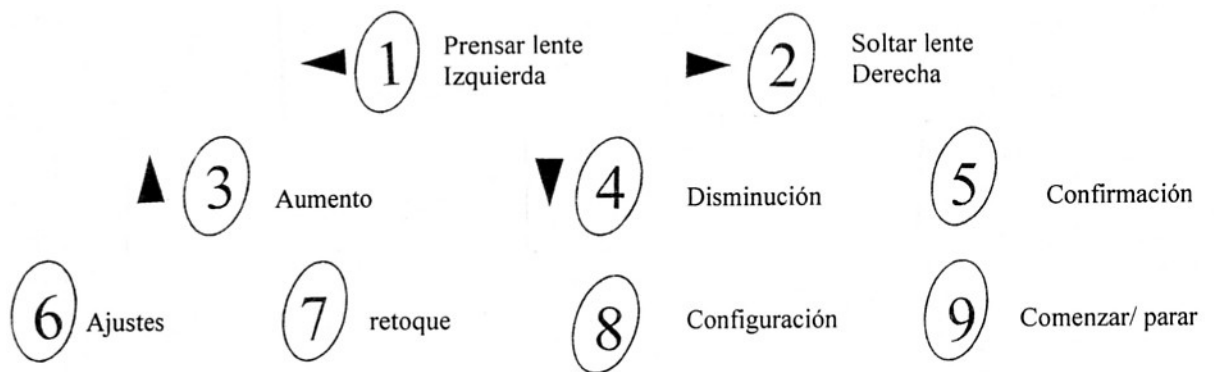 1 Prensar lente
Izquierda
2 Soltar lente
Derecha
3 Aumento
4 Disminución
5 Confirmación
6 Ajustes
7 retoque
8 Configuración
9 Comenzar/ parar